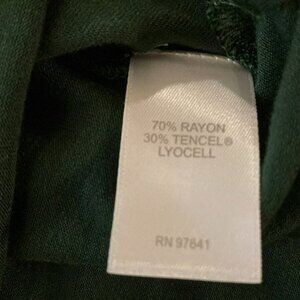 70% RAYON
30% TENCEL®
LYOCELL
RN 97641